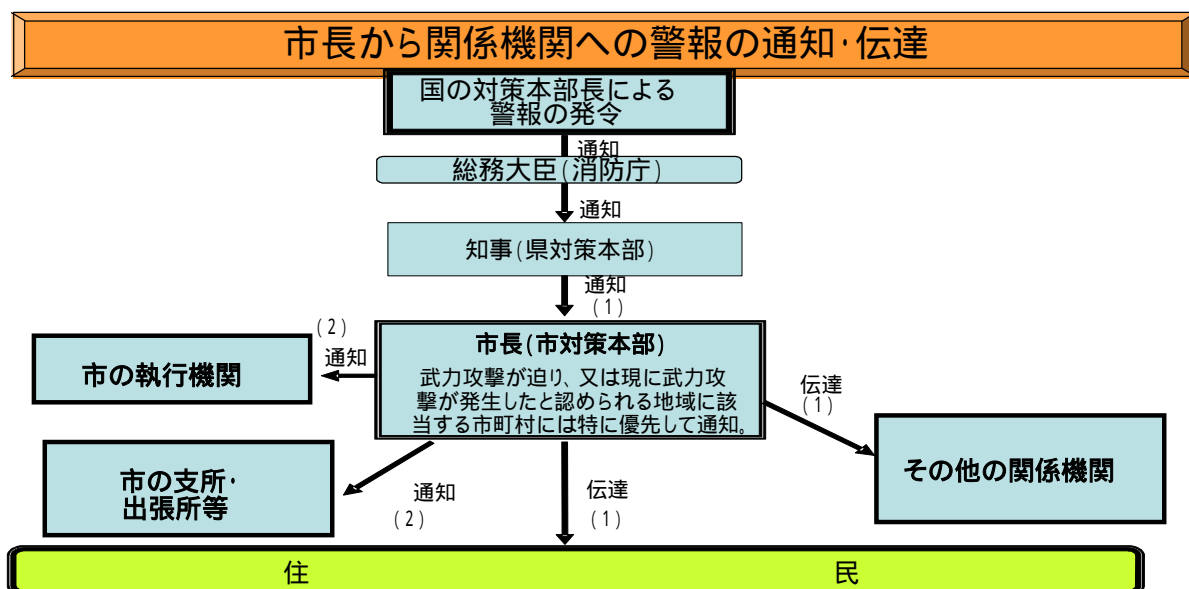 市長から関係機関への警報の通知･伝達
国の対策本部長による
警報の発令
通知
総務大臣(消防庁)
通知
知事(県対策本部)
通知
(1)
(2)
通知
市の執行機関
市長(市対策本部)
武力攻撃が迫り、又は現に武力攻
撃が発生したと認められる地域に該
当する市町村には特に優先して通知。
伝達
(1)
その他の関係機関
市の支所･
出張所等
通知
(2)
伝達
(1)
住 民